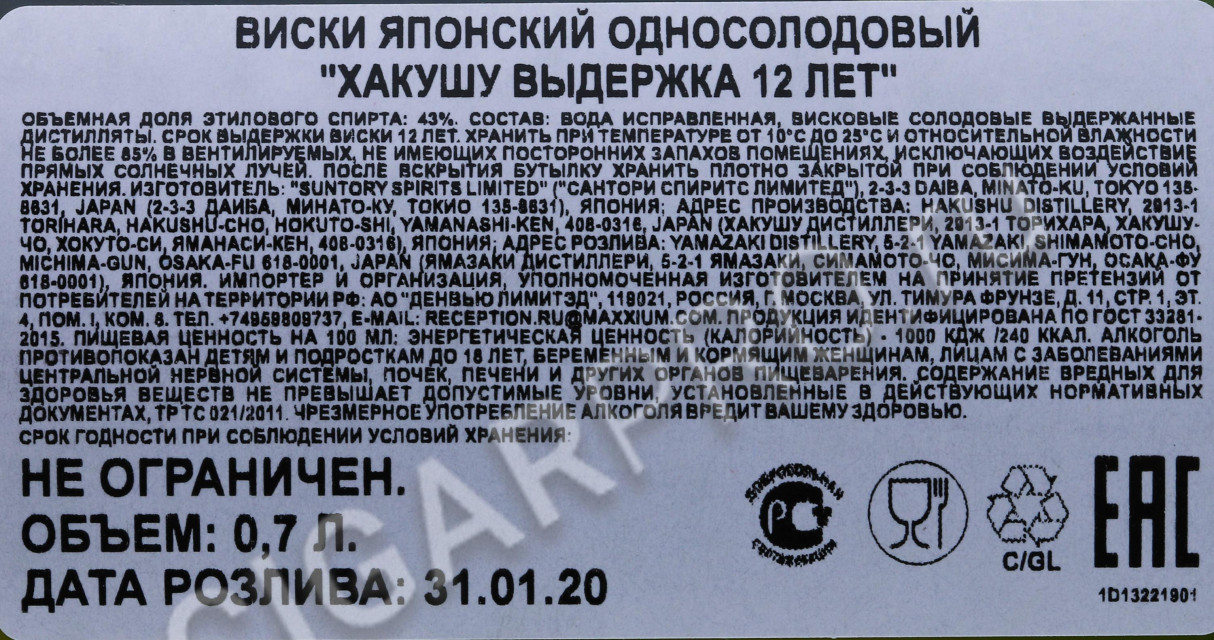 ВИСКИ ЯПОНСКИЙ ОДНОСОЛОДОВЫЙ
"ХАКУШУ ВЫДЕРЖКА 12 ЛЕТ"
ОБЪЕМНАЯ ДОЛЯ ЭТИЛОВОГО СПИРТА: 43%. СОСТАВ: ВОДА ИСПРАВЛЕННАЯ, ВИСКОВЫЕ СОЛОДОВЫЕ ВЫДЕРЖАННЫЕ
ДИСТИЛЛЯТЫ. СРОК ВЫДЕРЖКИ ВИСКИ 12 ЛЕТ. ХРАНИТЬ ПРИ ТЕМПЕРАТУРЕ ОТ 10°С ДО 25°С И ОТНОСИТЕЛЬНОЙ ВЛАЖНОСТИ
НЕ БОЛЕЕ 85% В ВЕНТИЛИРУЕМЫХ, НЕ ИМЕЮЩИХ ПОСТОРОННИХ ЗАПАХОВ ПОМЕЩЕНИЯХ, ИСКЛЮЧАЮЩИХ ВОЗДЕЙСТВИЕ
ПРЯМЫХ СОЛНЕЧНЫХ ЛУЧЕЙ. ПОСЛЕ ВСКРЫТИЯ БУТЫЛКУ ХРАНИТЬ ПЛОТНО ЗАКРЫТОЙ ПРИ СОБЛЮДЕНИИ УСЛОВИЙ
ХРАНЕНИЯ. ИЗГОТОВИТЕЛЬ: "SUNTORY SPIRITS LIMITED" ("САНТОРИ СПИРИТС ЛИМИТЕД"), 2-3-3 DAIBA, MINATO-KU, TOKYO 135-
8631, JAPAN (2-3-3 ДАИБА, МИНАТО-КУ, ТОКИО 135-8631), ЯПОНИЯ; АДРЕС ПРОИЗВОДСТВА: HAKUSHU DISTILLERY, 2913-1
TORIHARA, HAKUSHU-CHO, HOKUTO-SHI, YAMANASHI-KEN, 408-0316, JAPAN (ХАКУШУ ДИСТИЛЛЕРИ, 2913-1 ТОРИХАРА, ХАКУШУ-
ЧО, ХОКУТО-СИ, ЯМАНАСИ-КЕН, 408-0316), ЯПОНИЯ; АДРЕС РОЗЛИВА: YAMAZAKI DISTILLERY, 5-2-1 YAMAZAKI, SHIMAMOTO-CHO,
MICHIMA-GUN, OSAKA-FU 618-0001, JAPAN (ЯМАЗАКИ ДИСТИЛЛЕРИ, 5-2-1 ЯМАЗАКИ, СИМАМОТО-ЧО, МИСИМА-ГУН, ОСАКА-ФУ
618-0001), ЯПОНИЯ. ИМПОРТЕР И ОРГАНИЗАЦИЯ, УПОЛНОМОЧЕННАЯ ИЗГОТОВИТЕЛЕМ НА ПРИНЯТИЕ ПРЕТЕНЗИЙ ОТ
ПОТРЕБИТЕЛЕЙ НА ТЕРРИТОРИИ РФ: АО "ДЕНВЬЮ ЛИМИТЭД", 119021, РОССИЯ, Г. МОСКВА, УЛ. ТИМУРА ФРУНЗЕ, Д. 11, СТР. 1, ЭТ.
4, ПОМ. I, КОМ. 8. ТЕЛ. +74959809737, E-MAIL: RECEPTION.RU@MAXXIUM.COM. ПРОДУКЦИЯ ИДЕНТИФИЦИРОВАНА ПО ГОСТ 33281-
2015. ПИЩЕВАЯ ЦЕННОСТЬ НА 100 МЛ: ЭНЕРГЕТИЧЕСКАЯ ЦЕННОСТЬ (КАЛОРИЙНОСТЬ) - 1000 КДЖ /240 ККАЛ. АЛКОГОЛЬ
ПРОТИВОПОКАЗАН ДЕТЯМ И ПОДРОСТКАМ ДО 18 ЛЕТ, БЕРЕМЕННЫМ И КОРМЯЩИМ ЖЕНЩИНАМ, ЛИЦАМ С ЗАБОЛЕВАНИЯМИ
ЦЕНТРАЛЬНОЙ НЕРВНОЙ СИСТЕМЫ, ПОЧЕК, ПЕЧЕНИ И ДРУГИХ ОРГАНОВ ПИЩЕВАРЕНИЯ. СОДЕРЖАНИЕ ВРЕДНЫХ ДЛЯ
ЗДОРОВЬЯ ВЕЩЕСТВ НЕ ПРЕВЫШАЕТ ДОПУСТИМЫЕ УРОВНИ, УСТАНОВЛЕННЫЕ В ДЕЙСТВУЮЩИХ НОРМАТИВНЫХ
ДОКУМЕНТАХ, ТР ТС 021/2011. ЧРЕЗМЕРНОЕ УПОТРЕБЛЕНИЕ АЛКОГОЛЯ ВРЕДИТ ВАШЕМУ ЗДОРОВЬЮ.
СРОК ГОДНОСТИ ПРИ СОБЛЮДЕНИИ УСЛОВИЙ ХРАНЕНИЯ:
НЕ ОГРАНИЧЕН.
ОБЪЕМ: 0,7 Л.
ДАТА РОЗЛИВА: 31.01.20
ДОБРОВОЛЬНАЯ
РСТ
СЕРТИФИКАЦИЯ
C/GL
ЕАС
1D13221901
CIGARPRO.RU